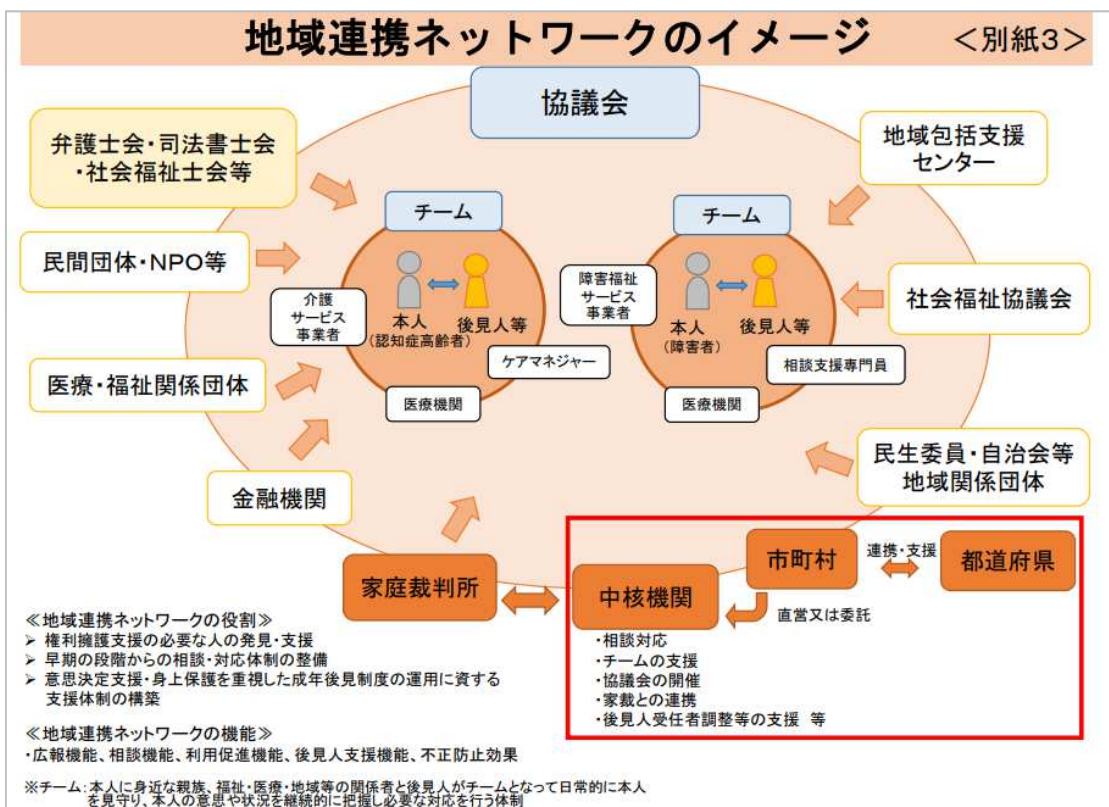 地域連携ネットワークのイメージ
＜別紙3＞
協議会
弁護士会・司法書士会
・社会福祉士会等
地域包括支援
センター
チーム
チーム
民間団体・NPO等
介護
サービス
事業者
本人
(認知症高齢者)
後見人等
ケアマネジャー
医療機関
障害福祉
サービス
事業者
本人
(障害者)
後見人等
相談支援専門員
医療機関
社会福祉協議会
医療・福祉関係団体
民生委員・自治会等
地域関係団体
金融機関
家庭裁判所
中核機関
市町村
連携・支援
都道府県
直営又は委託
・相談対応
・チームの支援
・協議会の開催
・家裁との連携
・後見人受任者調整等の支援 等
≪地域連携ネットワークの役割≫
➢ 権利擁護支援の必要な人の発見・支援
➢ 早期の段階からの相談・対応体制の整備
➢ 意思決定支援・身上保護を重視した成年後見制度の運用に資する
支援体制の構築
≪地域連携ネットワークの機能≫
・広報機能、相談機能、利用促進機能、後見人支援機能、不正防止効果
※チーム：本人に身近な親族、福祉・医療・地域等の関係者と後見人がチームとなって日常的に本人
を見守り、本人の意思や状況を継続的に把握し必要な対応を行う体制